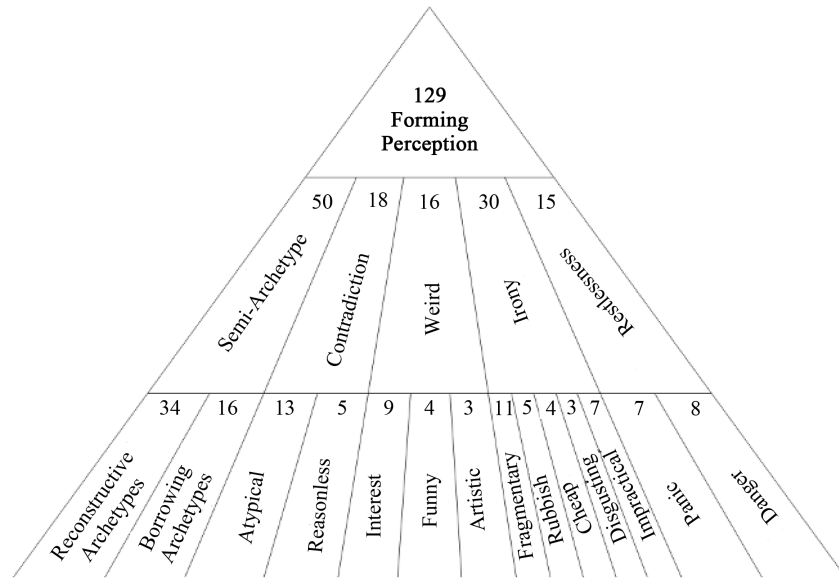 129
Forming
Perception
50
18
16
30
15
Semi-Archetype
Contradiction
Weird
Irony
Restlessness
34
16
13
5
9
4
3
11
5
4
3
7
7
8
Reconstructive
Archetypes
Borrowing
Archetypes
Atypical
Reasonless
Interest
Funny
Artistic
Fragmentary
Rubbish
Cheap
Disgusting
Impractical
Panic
Danger